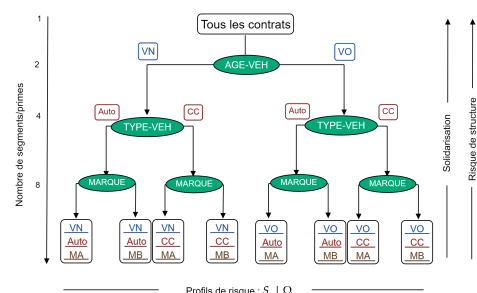 1
Tous les contrats
VN
VO
2
AGE-VEH
Auto
CC
Auto
CC
4
TYPE-VEH
TYPE-VEH
8
MARQUE
MARQUE
MARQUE
MARQUE
VN
Auto
MA
VN
Auto
MB
VN
CC
MA
VN
CC
MB
VO
Auto
MA
VO
Auto
MB
VO
CC
MA
VO
CC
MB
Nombre de segments/primes
Solidarisation
Risque de structure
Profils de risque : S | Ω